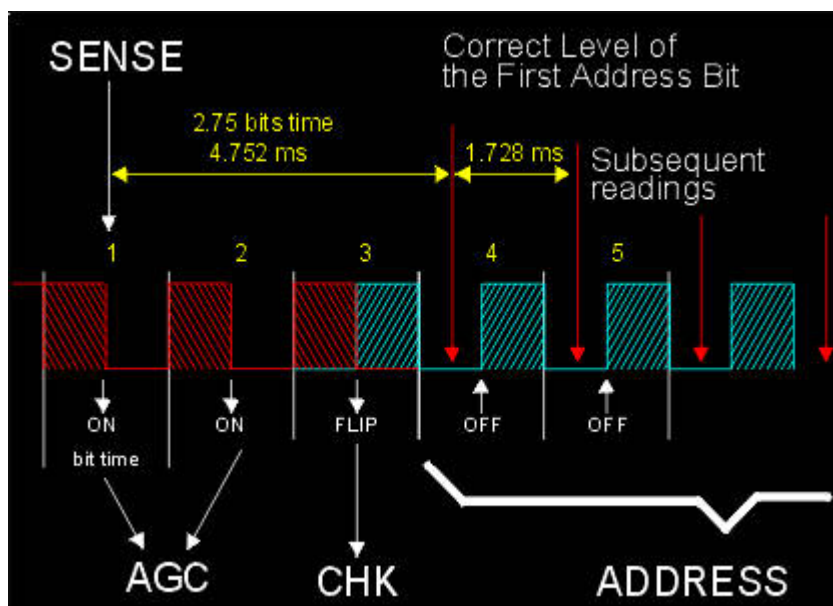 SENSE
Correct Level of
the First Address Bit
2.75 bits time
4.752 ms
1.728 ms
Subsequent
readings
1
2
3
4
5
ON
ON
FLIP
OFF
OFF
bit time
AGC
CHK
ADDRESS